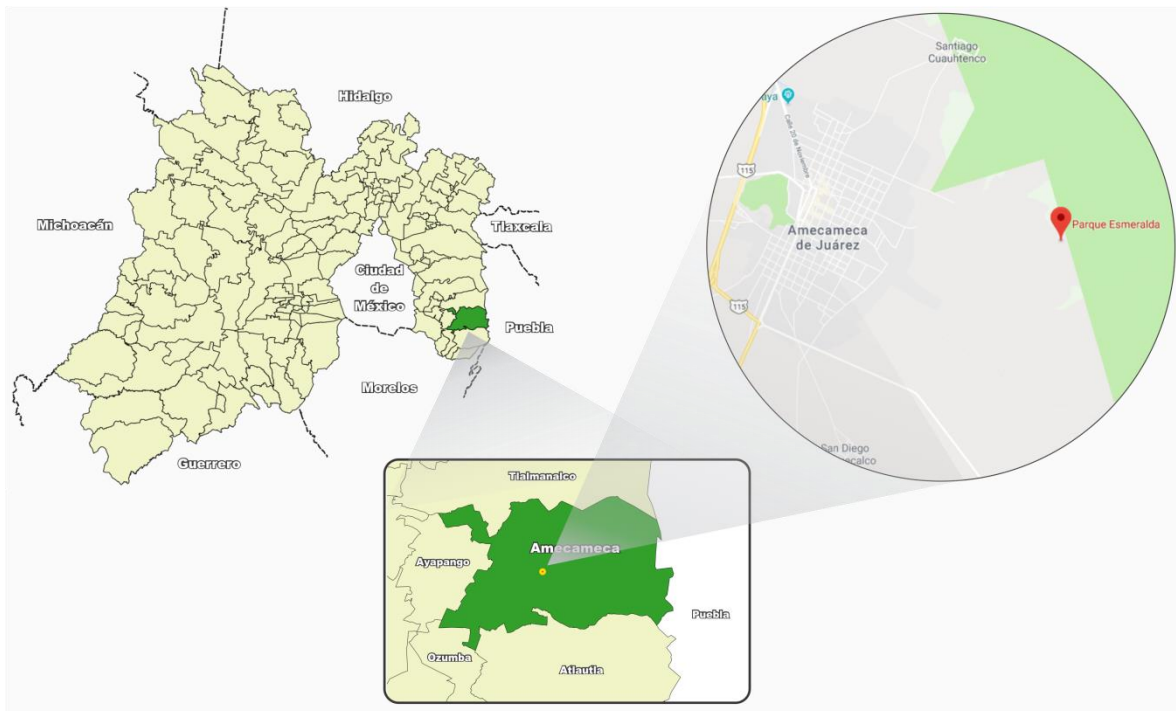 Hidalgo
Michoacán
Tlaxcala
Ciudad
de
México
Puebla
Morelos
Guerrero
Santiago
Cuauhtenco
Calle 20 de Noviembre
115
Parque Esmeralda
Amecameca
de Juárez
115
San Diego
Tlalmanalco
Amecameca
Ayapango
Puebla
Ozumba
Atlautla